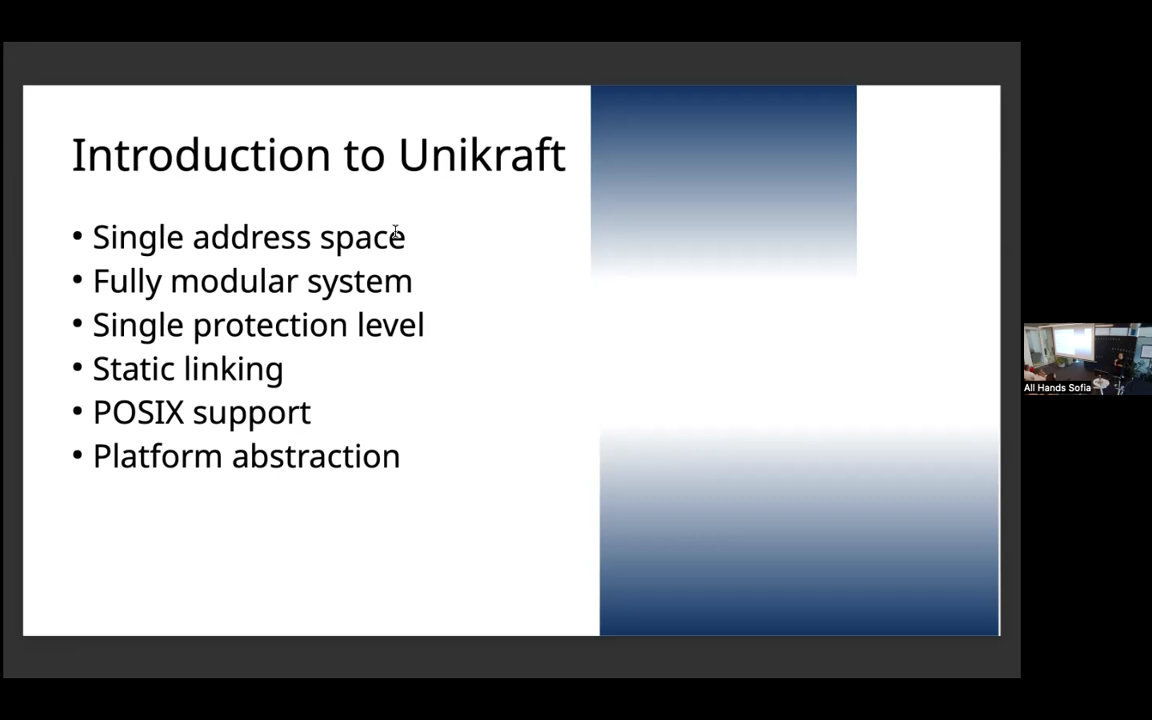 Introduction to Unikraft
• Single address space
• Fully modular system
• Single protection level
• Static linking
• POSIX support
• Platform abstraction
All Hands Sofia